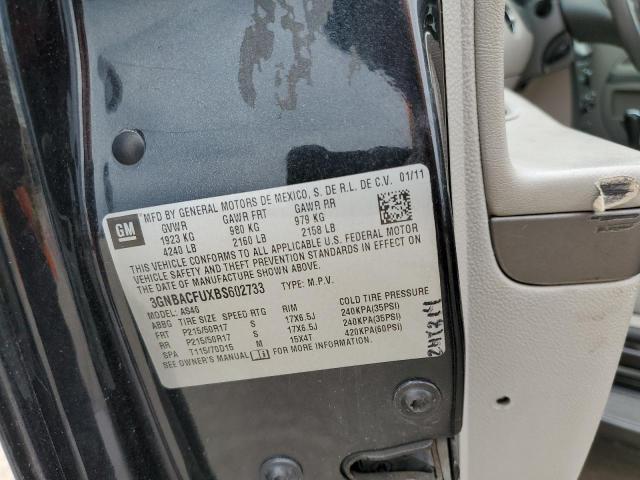 GM
MFD BY GENERAL MOTORS DE MEXICO, S. DE R.L. DE C.V. 01/11
GVWR GAWR FRT GAWR RR
1923 KG 980 KG 979 KG
4240 LB 2160 LB 2158 LB
THIS VEHICLE CONFORMS TO ALL APPLICABLE U.S. FEDERAL MOTOR
VEHICLE SAFETY, BUMPER, AND THEFT PREVENTION STANDARDS IN EFFECT ON
THE DATE OF MANUFACTURE SHOWN ABOVE.
3GNBACFUXBS602733 TYPE: M.P.V.
MODEL: AS40
ABBG TIRE SIZE SPEED RTG RIM COLD TIRE PRESSURE
FRT P215/50R17 S 17X6.5J 240KPA(35PSI)
RR P215/50R17 S 17X6.5J 240KPA(35PSI)
SPA T115/70D15 M 15X4T 420KPA(60PSI)
SEE OWNER'S MANUAL FOR MORE INFORMATION.